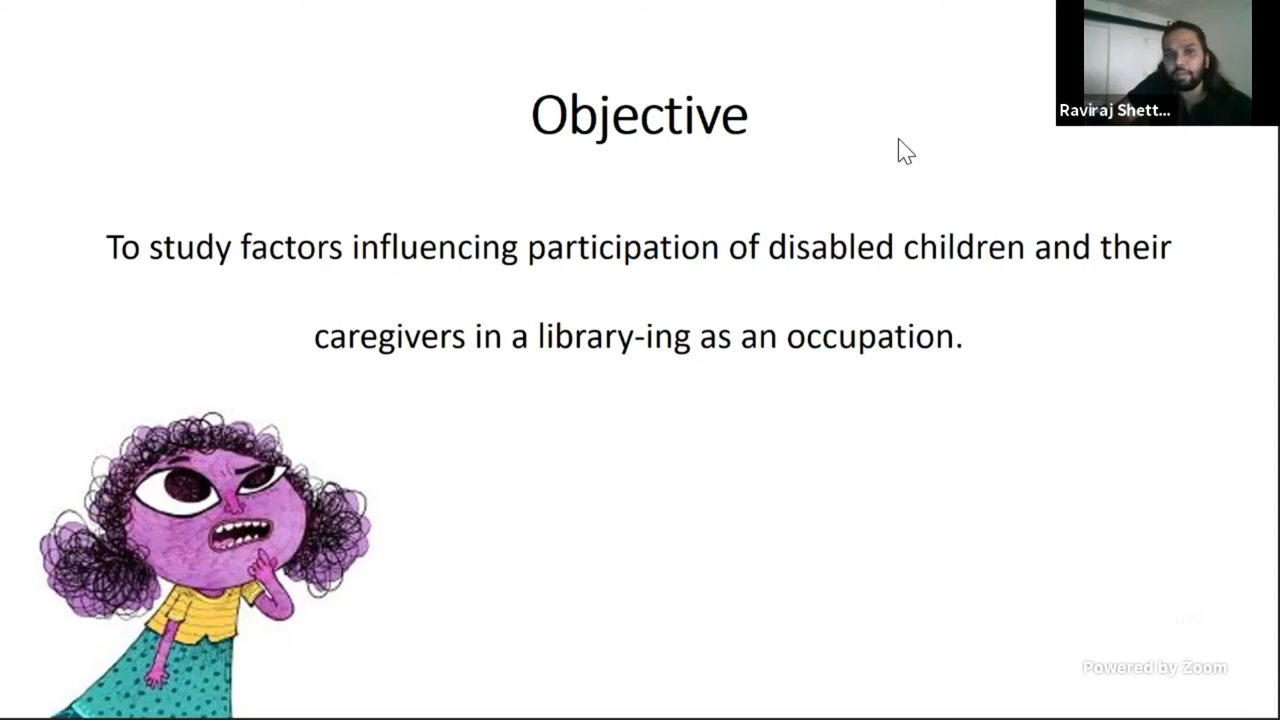 Raviraj Shett...
Objective
To study factors influencing participation of disabled children and their
caregivers in a library-ing as an occupation.
Powered by Zoom